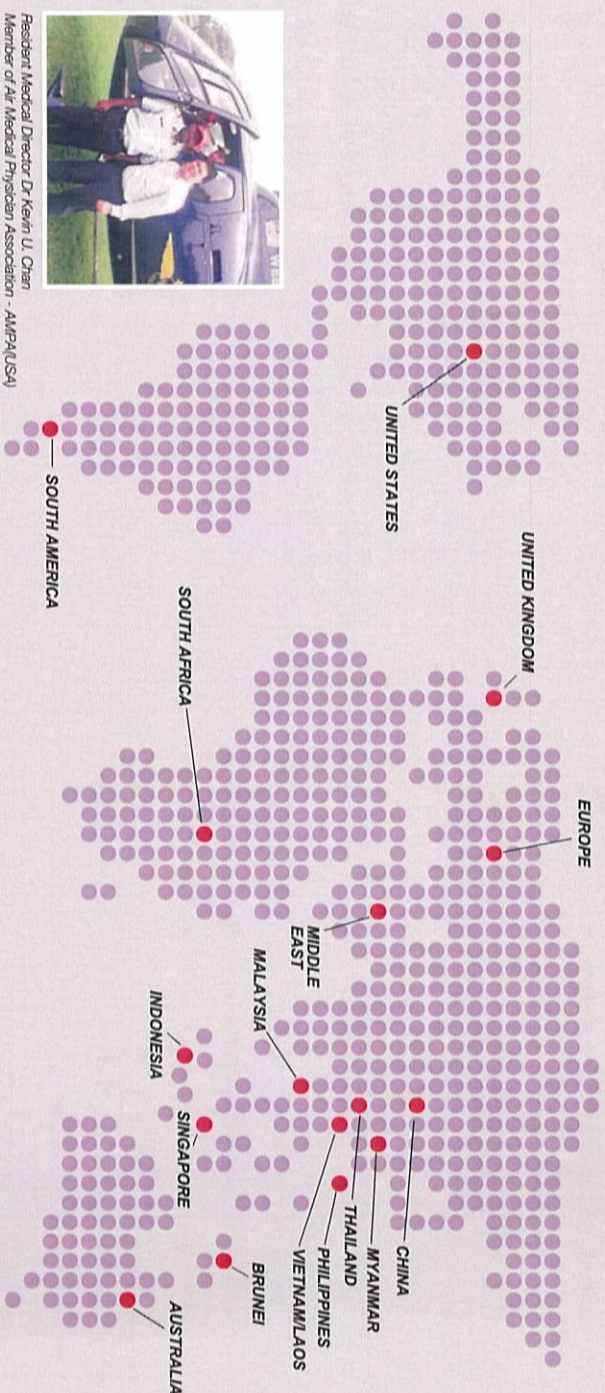 UNITED STATES
SOUTH AMERICA
UNITED KINGDOM
EUROPE
SOUTH AFRICA
MIDDLE
EAST
MALAYSIA
INDONESIA
SINGAPORE
CHINA
MYANMAR
THAILAND
PHILIPPINES
VIETNAM/LAOS
BRUNEI
AUSTRALIA
Resident Medical Director Dr Kevin U. Chan
Member of Air Medical Physician Association - AMPA(USA)